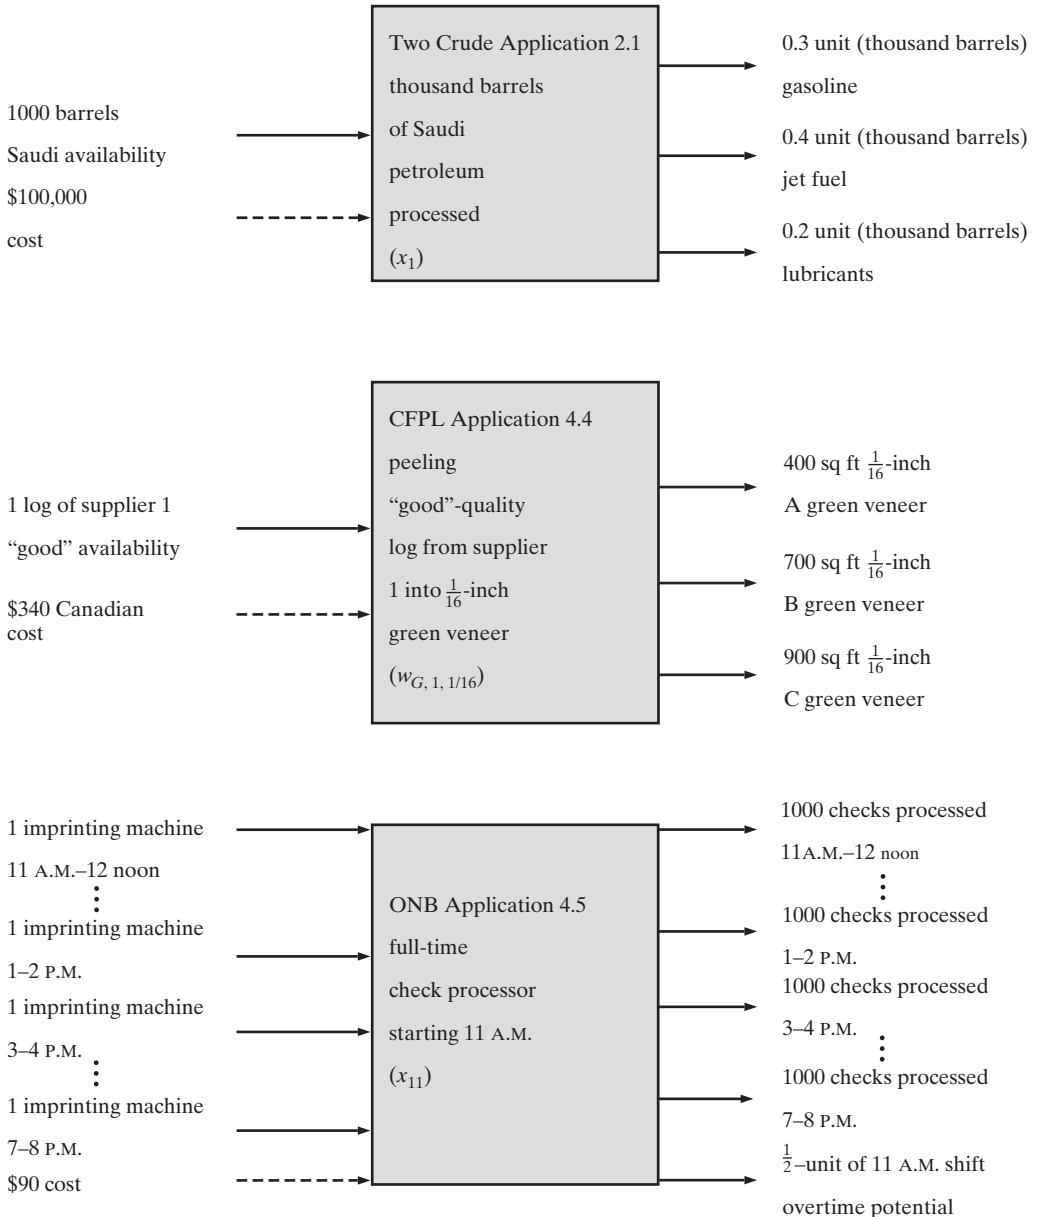 1000 barrels
Saudi availability
$100,000
cost
Two Crude Application 2.1
thousand barrels
of Saudi
petroleum
processed
(x₁)
0.3 unit (thousand barrels)
gasoline
0.4 unit (thousand barrels)
jet fuel
0.2 unit (thousand barrels)
lubricants
1 log of supplier 1
“good” availability
$340 Canadian
cost
CFPL Application 4.4
peeling
“good”-quality
log from supplier
1 into 1/16-inch
green veneer
(w_{G, 1, 1/16})
400 sq ft 1/16-inch
A green veneer
700 sq ft 1/16-inch
B green veneer
900 sq ft 1/16-inch
C green veneer
1 imprinting machine
11 A.M.–12 noon
1 imprinting machine
1–2 P.M.
1 imprinting machine
3–4 P.M.
1 imprinting machine
7–8 P.M.
$90 cost
ONB Application 4.5
full-time
check processor
starting 11 A.M.
(x₁₁)
1000 checks processed
11A.M.–12 noon
1000 checks processed
1–2 P.M.
1000 checks processed
3–4 P.M.
1000 checks processed
7–8 P.M.
1/2–unit of 11 A.M. shift
overtime potential